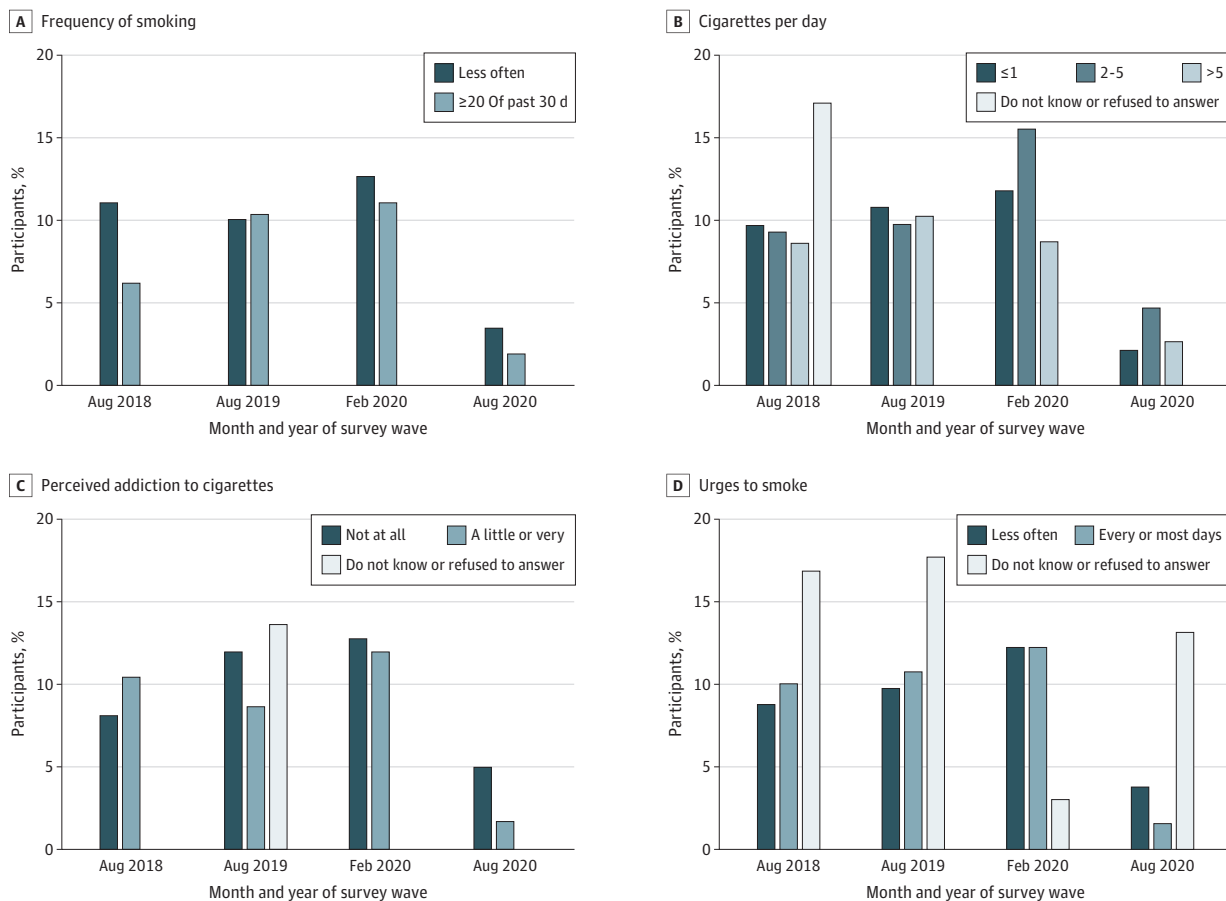 A Frequency of smoking
20
15
10
5
0
Participants, %
Less often
≥20 Of past 30 d
Aug 2018 Aug 2019 Feb 2020 Aug 2020
Month and year of survey wave
B Cigarettes per day
20
15
10
5
0
Participants, %
≤1 2-5 >5
Do not know or refused to answer
Aug 2018 Aug 2019 Feb 2020 Aug 2020
Month and year of survey wave
C Perceived addiction to cigarettes
20
15
10
5
0
Participants, %
Not at all A little or very
Do not know or refused to answer
Aug 2018 Aug 2019 Feb 2020 Aug 2020
Month and year of survey wave
D Urges to smoke
20
15
10
5
0
Participants, %
Less often Every or most days
Do not know or refused to answer
Aug 2018 Aug 2019 Feb 2020 Aug 2020
Month and year of survey wave